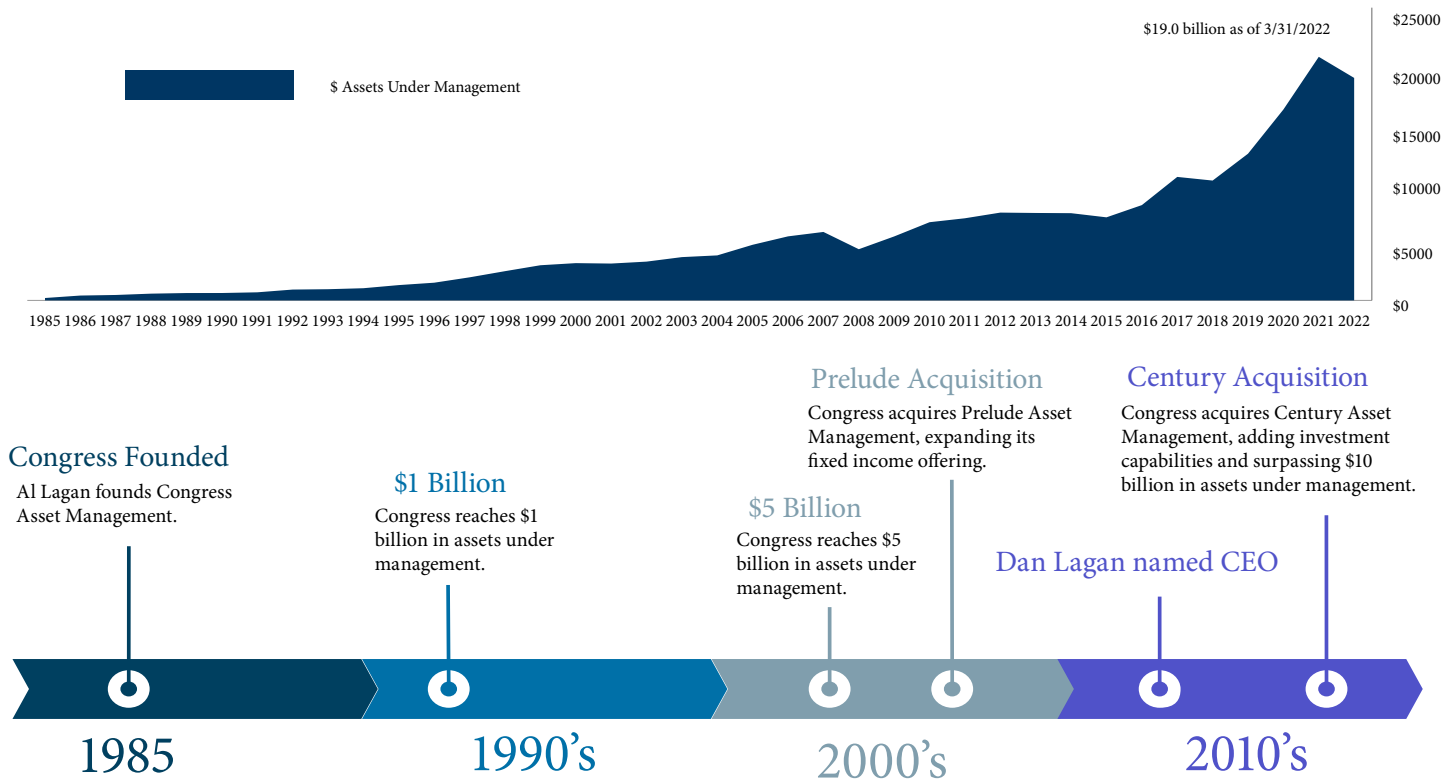 $19.0 billion as of 3/31/2022
$ Assets Under Management
$25000
$20000
$15000
$10000
$5000
$0
1985 1986 1987 1988 1989 1990 1991 1992 1993 1994 1995 1996 1997 1998 1999 2000 2001 2002 2003 2004 2005 2006 2007 2008 2009 2010 2011 2012 2013 2014 2015 2016 2017 2018 2019 2020 2021 2022
Congress Founded
Al Lagan founds Congress
Asset Management.
$1 Billion
Congress reaches $1
billion in assets under
management.
$5 Billion
Congress reaches $5
billion in assets under
management.
Prelude Acquisition
Congress acquires Prelude Asset
Management, expanding its
fixed income offering.
Dan Lagan named CEO
Century Acquisition
Congress acquires Century Asset
Management, adding investment
capabilities and surpassing $10
billion in assets under management.
1985
1990's
2000's
2010's